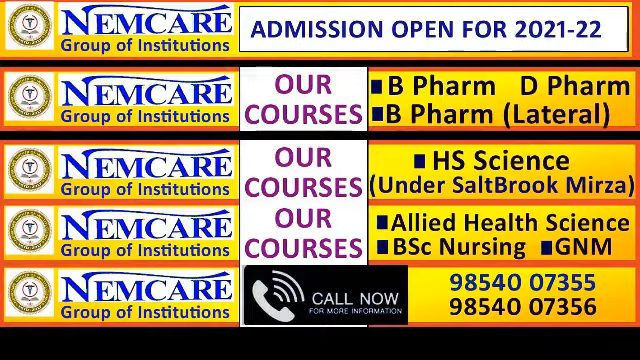 NEMCARE
Group of Institutions
ADMISSION OPEN FOR 2021-22
NEMCARE
Group of Institutions
OUR
COURSES
B Pharm D Pharm
B Pharm (Lateral)
NEMCARE
Group of Institutions
OUR
COURSES
HS Science
(Under SaltBrook Mirza)
NEMCARE
Group of Institutions
OUR
COURSES
Allied Health Science
BSc Nursing GNM
NEMCARE
Group of Institutions
CALL NOW
FOR MORE INFORMATION
98540 07355
98540 07356